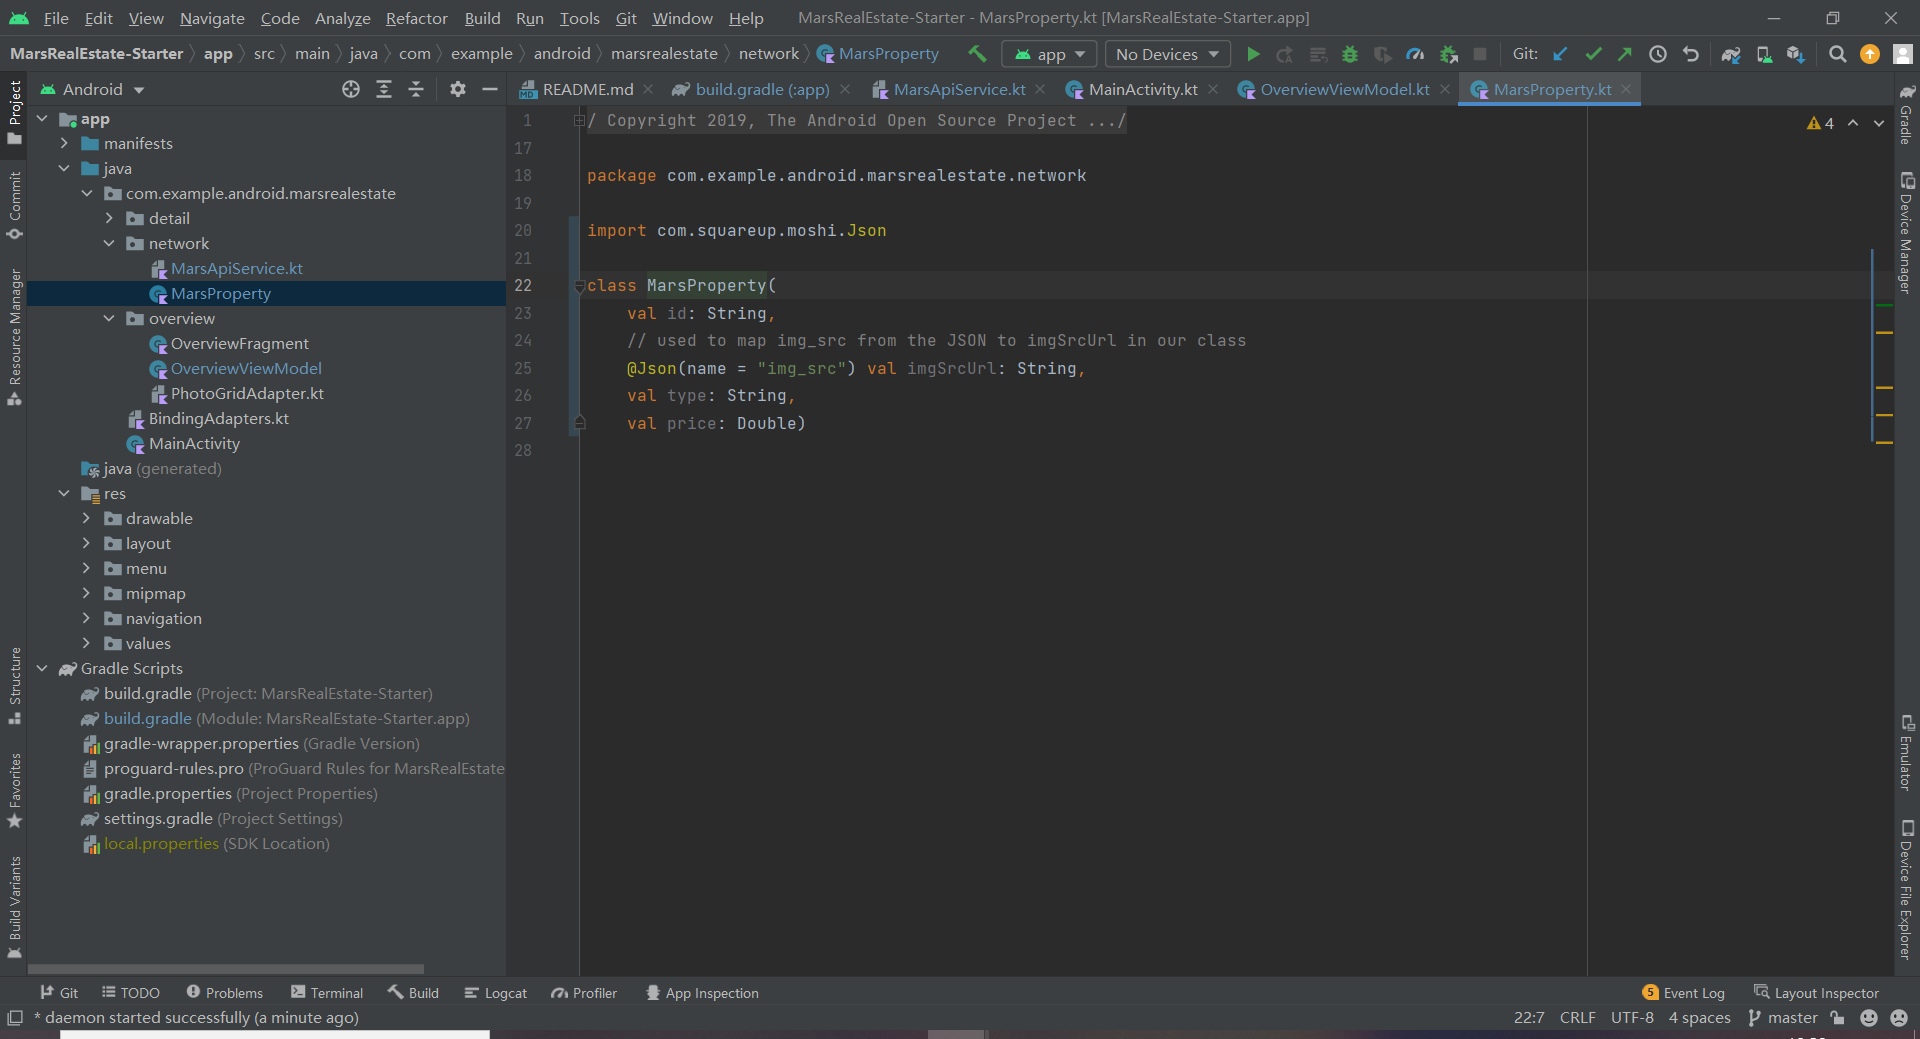 File Edit View Navigate Code Analyze Refactor Build Run Tools Git Window Help MarsRealEstate-Starter - MarsProperty.kt [MarsRealEstate-Starter.app]
MarsRealEstate-Starter app src main java com example android marsrealestate network MarsProperty app No Devices Git:
Project
Commit
Resource Manager
Structure
Favorites
Build Variants
Android
app
manifests
java
com.example.android.marsrealestate
detail
network
MarsApiService.kt
MarsProperty
overview
OverviewFragment
OverviewViewModel
PhotoGridAdapter.kt
BindingAdapters.kt
MainActivity
java (generated)
res
drawable
layout
menu
mipmap
navigation
values
Gradle Scripts
build.gradle (Project: MarsRealEstate-Starter)
build.gradle (Module: MarsRealEstate-Starter.app)
gradle-wrapper.properties (Gradle Version)
proguard-rules.pro (ProGuard Rules for MarsRealEstate
gradle.properties (Project Properties)
settings.gradle (Project Settings)
local.properties (SDK Location)
README.md build.gradle (:app) MarsApiService.kt MainActivity.kt OverviewViewModel.kt MarsProperty.kt
1 / Copyright 2019, The Android Open Source Project .../
4
17
18 package com.example.android.marsrealestate.network
19
20 import com.squareup.moshi.Json
21
22 class MarsProperty(
23 val id: String,
24 // used to map img_src from the JSON to imgSrcUrl in our class
25 @Json(name = "img_src") val imgSrcUrl: String,
26 val type: String,
27 val price: Double)
28
Gradle
Device Manager
Emulator
Device File Explorer
Git TODO Problems Terminal Build Logcat Profiler App Inspection 5 Event Log Layout Inspector
* daemon started successfully (a minute ago) 22:7 CRLF UTF-8 4 spaces master